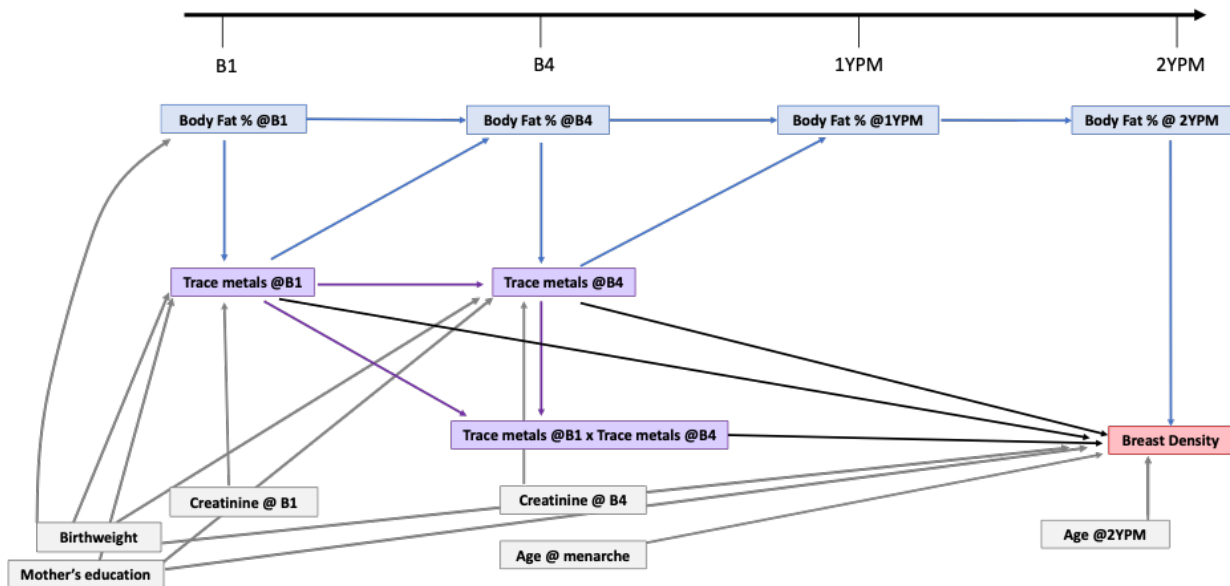 B1
B4
1YPM
2YPM
Body Fat % @B1
Body Fat % @B4
Body Fat % @1YPM
Body Fat % @ 2YPM
Trace metals @B1
Trace metals @B4
Trace metals @B1 x Trace metals @B4
Breast Density
Creatinine @ B1
Creatinine @ B4
Birthweight
Age @2YPM
Age @ menarche
Mother's education